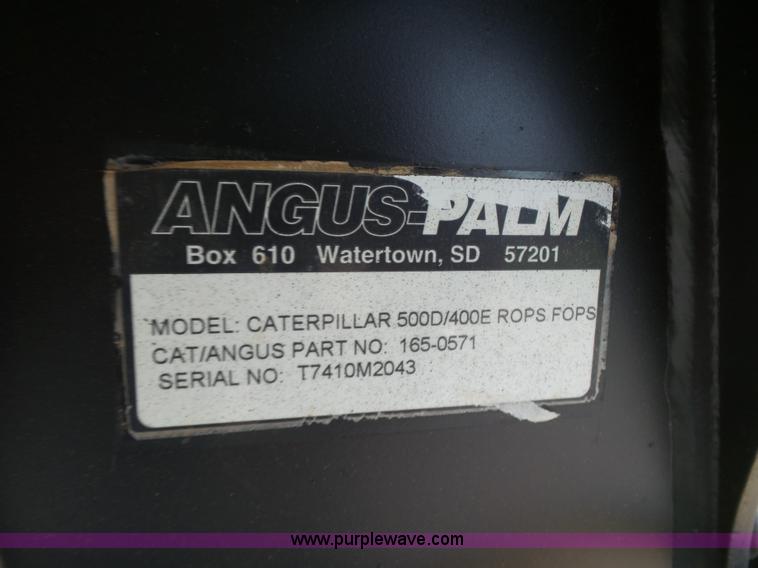 ANGUS-PALM
Box 610 Watertown, SD 57201
MODEL: CATERPILLAR 500D/400E ROPS FOPS
CAT/ANGUS PART NO: 165-0571
SERIAL NO: T7410M2043
www.purplewave.com